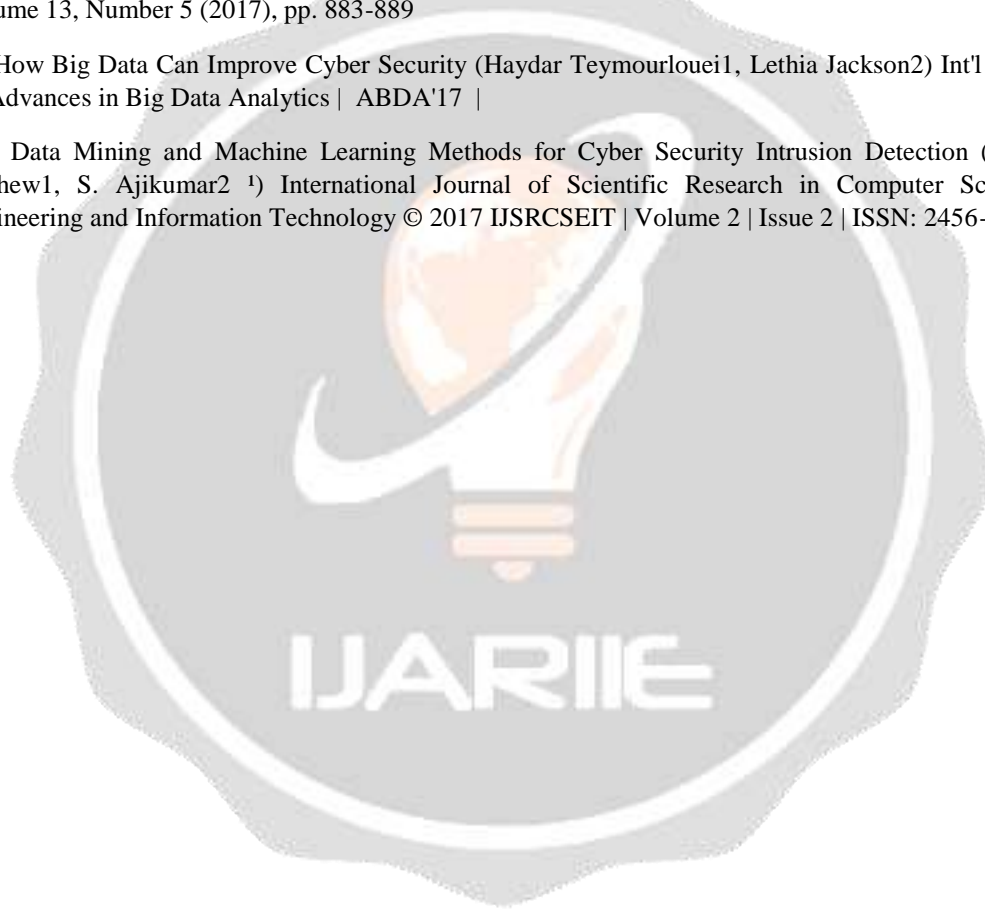 ume 13, Number 5 (2017), pp. 883-889
How Big Data Can Improve Cyber Security (Haydar Teymourlouei1, Lethia Jackson2) Int'l
Advances in Big Data Analytics | ABDA'17 |
Data Mining and Machine Learning Methods for Cyber Security Intrusion Detection (
hew1, S. Ajikumar2 ¹) International Journal of Scientific Research in Computer Sc
ineering and Information Technology © 2017 IJSRCSEIT | Volume 2 | Issue 2 | ISSN: 2456-
IJARIIE